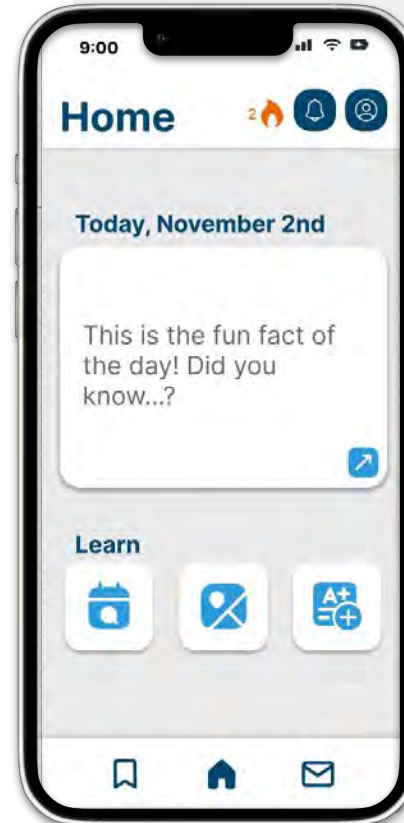 9:00
Home
2
Today, November 2nd
This is the fun fact of
the day! Did you
know...?
Learn
A+